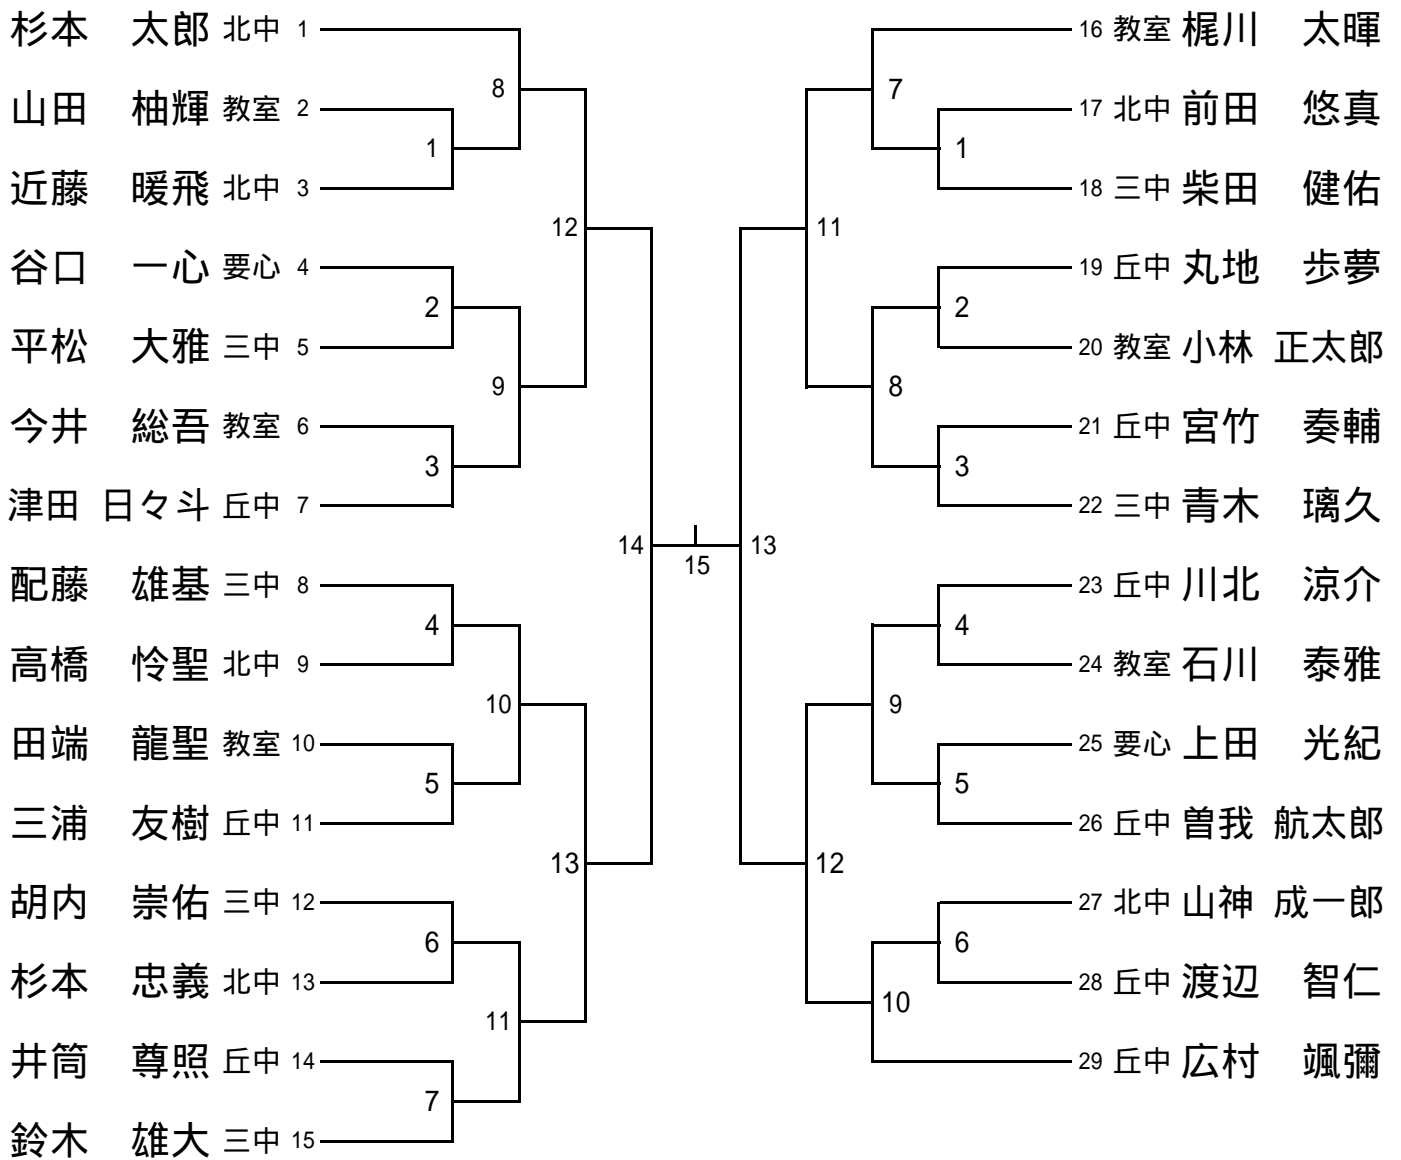 杉本 太郎 北中 1
山田 柚輝 教室 2
近藤 暖飛 北中 3
谷口 一心 要心 4
平松 大雅 三中 5
今井 総吾 教室 6
津田 日々斗 丘中 7
配藤 雄基 三中 8
高橋 怜聖 北中 9
田端 龍聖 教室 10
三浦 友樹 丘中 11
胡内 崇佑 三中 12
杉本 忠義 北中 13
井筒 尊照 丘中 14
鈴木 雄大 三中 15
8
1
12
2
9
3
14
4
10
5
13
6
11
7
15
7
1
11
2
8
3
13
4
9
5
12
6
10
16 教室 梶川 太暉
17 北中 前田 悠真
18 三中 柴田 健佑
19 丘中 丸地 歩夢
20 教室 小林 正太郎
21 丘中 宮竹 奏輔
22 三中 青木 璃久
23 丘中 川北 涼介
24 教室 石川 泰雅
25 要心 上田 光紀
26 丘中 曽我 航太郎
27 北中 山神 成一郎
28 丘中 渡辺 智仁
29 丘中 広村 颯彌